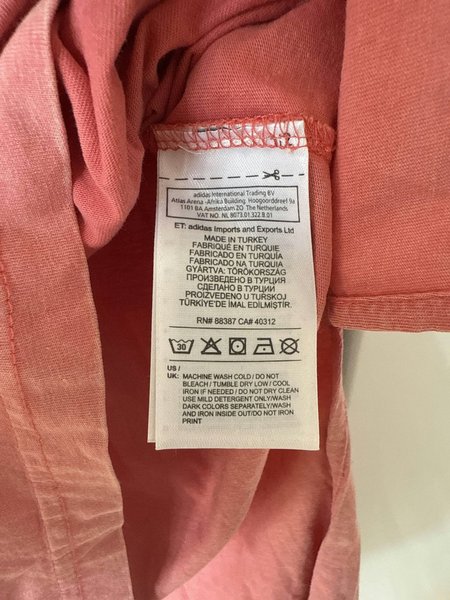 adidas International Trading BV
Atlas Arena -Afrika Building, Hoogoorddreef 9a
1101 BA Amsterdam ZO. The Netherlands
VAT NO. NL 8073.01.322.B.01
ET: adidas Imports and Exports Ltd
MADE IN TURKEY
FABRIQUÉ EN TURQUIE
FABRICADO EN TURQUÍA
FABRICADO NA TURQUIA
GYÁRTVA: TÖRÖKORSZÁG
ПРОИЗВЕДЕНО В ТУРЦИЯ
СДЕЛАНО В ТУРЦИИ
PROIZVEDENO U TURSKOJ
TÜRKİYE'DE İMAL EDİLMİŞTİR.
RN# 88387 CA# 40312
30
US /
UK: MACHINE WASH COLD / DO NOT
BLEACH / TUMBLE DRY LOW / COOL
IRON IF NEEDED / DO NOT DRY CLEAN
USE MILD DETERGENT ONLY/WASH
DARK COLORS SEPARATELY/WASH
AND IRON INSIDE OUT/DO NOT IRON
PRINT